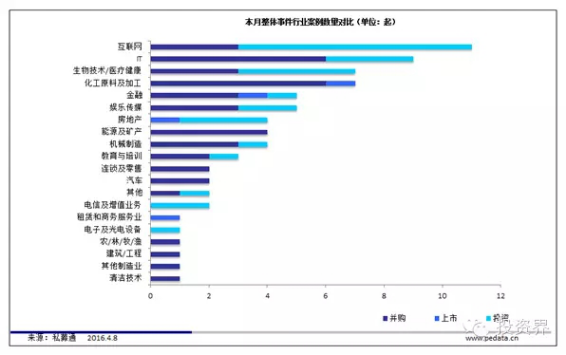 本月整体事件行业案例数量对比（单位：起）
互联网
IT
生物技术/医疗健康
化工原料及加工
金融
娱乐传媒
房地产
能源及矿产
机械制造
教育与培训
连锁及零售
汽车
其他
电信及增值业务
租赁和商务服务业
电子及光电设备
农/林/牧/渔
建筑/工程
其他制造业
清洁技术
0 2 4 6 8 10 12
并购 上市 投资
投资界
来源：私募通 2016.4.8 www.pedata.cn